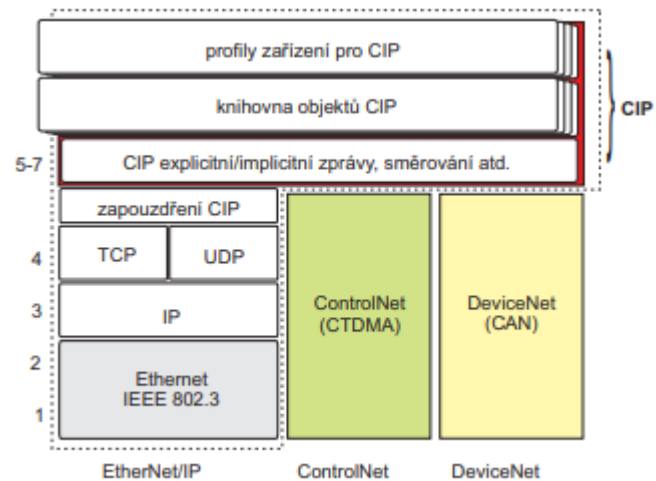 profily zařízení pro CIP
knihovna objektů CIP
CIP
5-7
CIP explicitní/implicitní zprávy, směrování atd.
zapouzdření CIP
4
TCP
UDP
3
IP
ControlNet
(CTDMA)
DeviceNet
(CAN)
2
Ethernet
IEEE 802.3
1
EtherNet/IP
ControlNet
DeviceNet